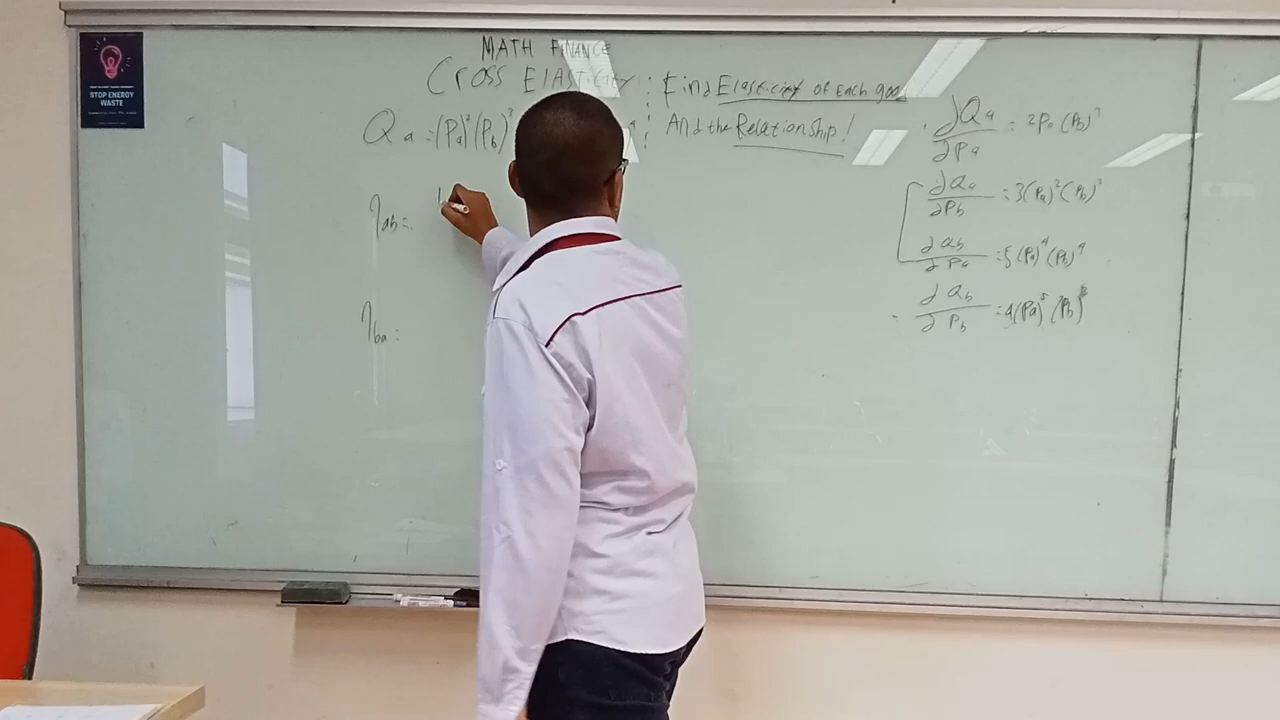 STOP ENERGY
WASTE
MATH FINANCE
CROSS ELASTICITY : Find Elasticity of Each good
And the Relationship!
Qa = (Pa)² (Pb)³
ηab =
ηba :
∂Qa/∂Pa = 2Pa (Pb)³
∂Qa/∂Pb = 3(Pa)² (Pb)²
∂Qb/∂Pa = 5(Pa)⁴ (Pb)⁴
∂Qb/∂Pb = 4(Pa)⁵ (Pb)³